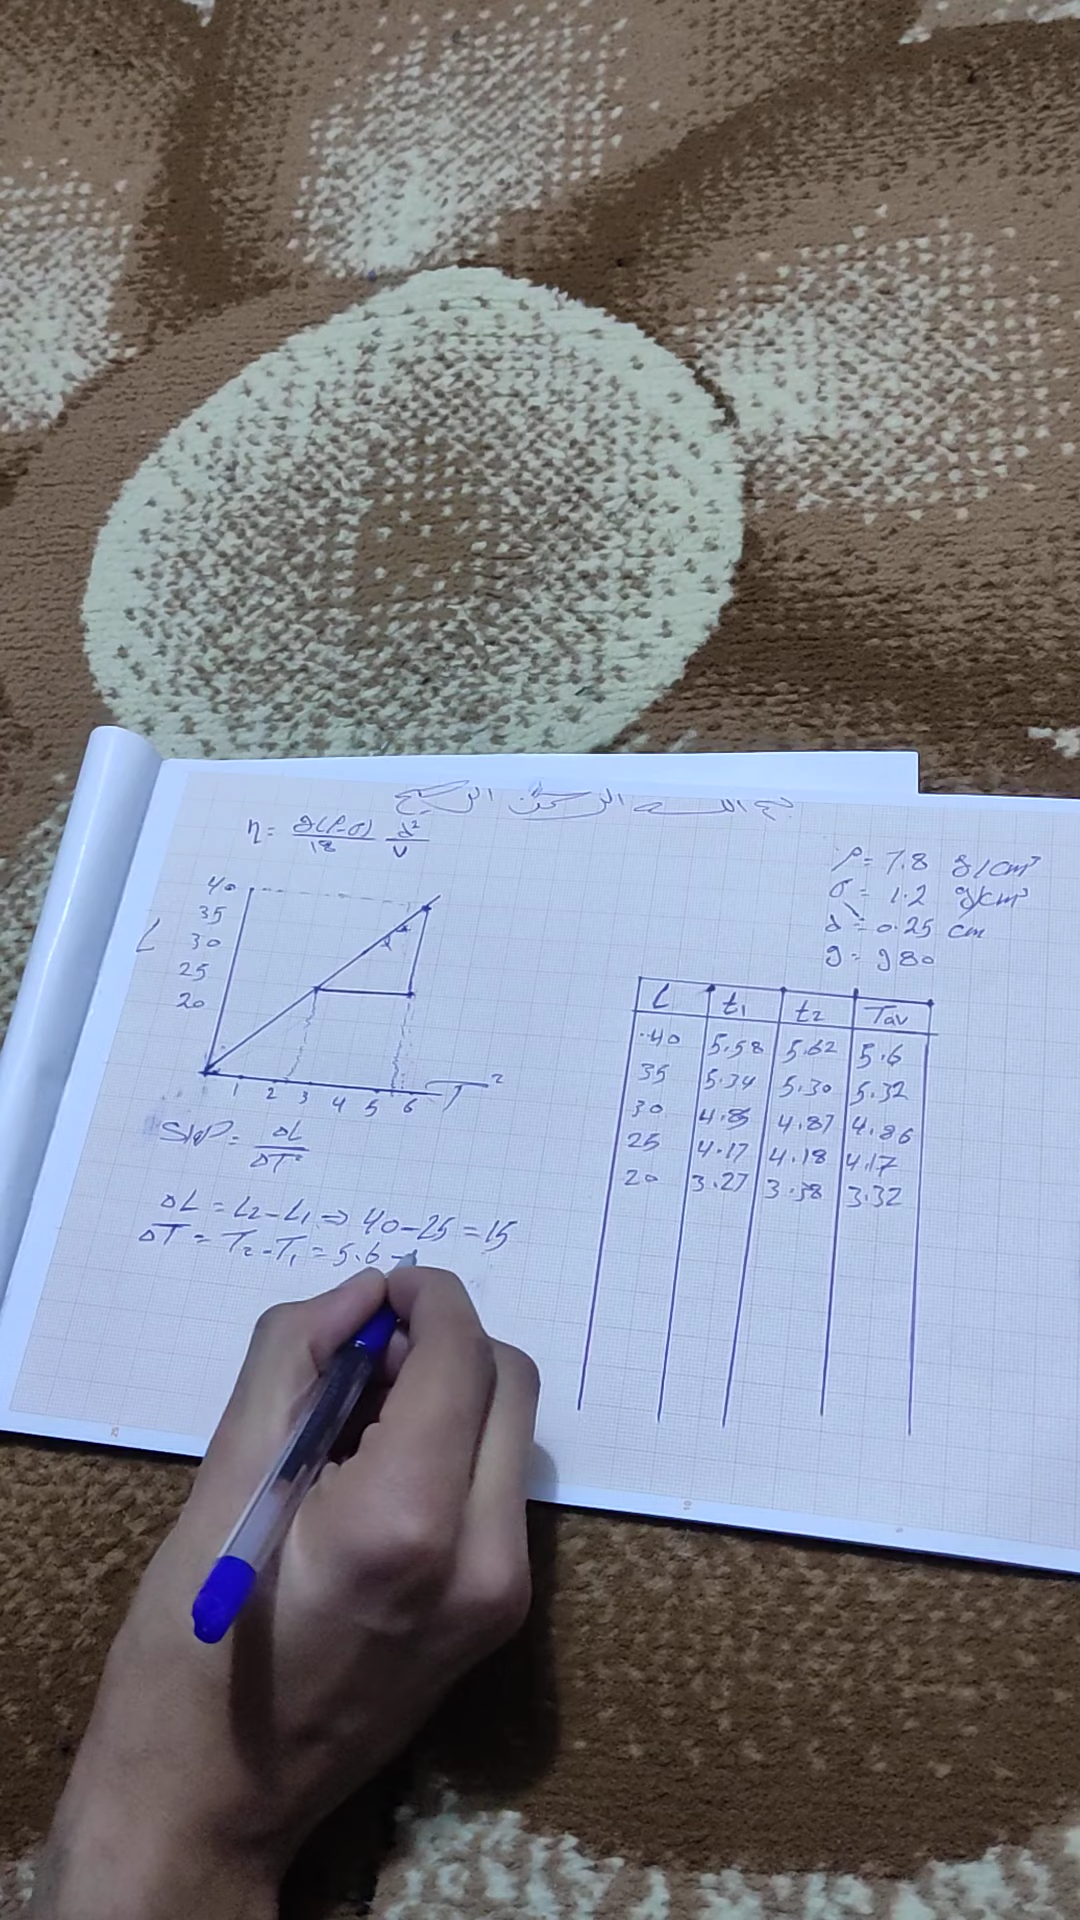 بسم الله الرحمن الرحيم
η = g(ρ-σ)/18 d²/v
ρ = 7.8 g/cm³
σ = 1.2 g/cm³
d = 0.25 cm
g = 980
40
35
L 30
25
20
1 2 3 4 5 6
L t₁ t₂ Tav
40 5.58 5.62 5.6
35 5.34 5.30 5.32
30 4.85 4.87 4.86
25 4.17 4.18 4.17
20 3.27 3.38 3.32
= ΔL/ΔT
ΔL = L₂-L₁ ⇒ 40-25=15
ΔT = T₂-T₁ = 5.6 -